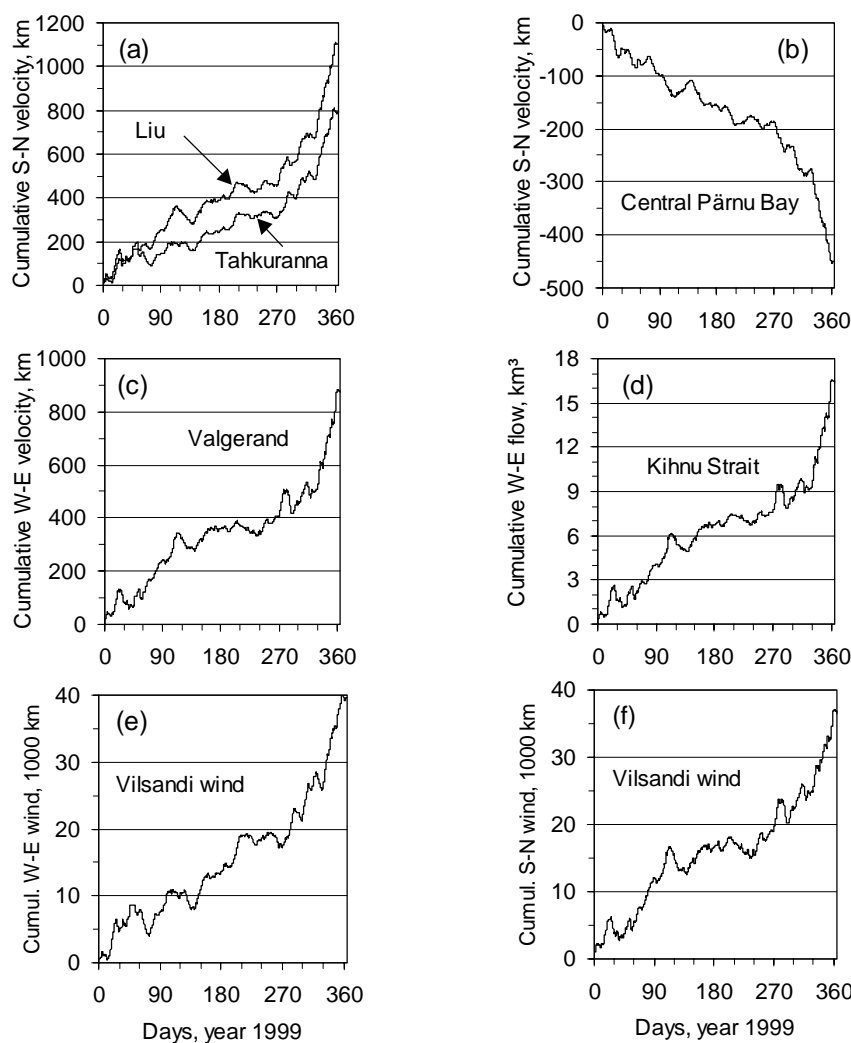 Cumulative S-N velocity, km
1200
1000
800
600
400
200
0
(a)
Liu
Tahkuranna
0 90 180 270 360
Cumulative S-N velocity, km
0
-100
-200
-300
-400
-500
(b)
Central Pärnu Bay
0 90 180 270 360
Cumulative W-E velocity, km
1000
800
600
400
200
0
(c)
Valgerand
0 90 180 270 360
Cumulative W-E flow, km³
18
15
12
9
6
3
0
(d)
Kihnu Strait
0 90 180 270 360
Cumul. W-E wind, 1000 km
40
30
20
10
0
(e)
Vilsandi wind
0 90 180 270 360
Days, year 1999
Cumul. S-N wind, 1000 km
40
30
20
10
0
(f)
Vilsandi wind
0 90 180 270 360
Days, year 1999